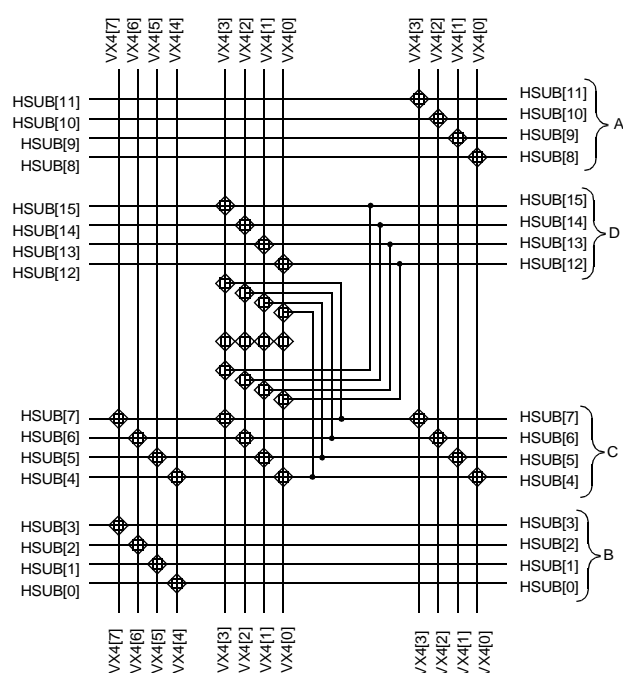 VX4[7] VX4[6] VX4[5] VX4[4] VX4[3] VX4[2] VX4[1] VX4[0] VX4[3] VX4[2] VX4[1] VX4[0]
HSUB[11] HSUB[11]
HSUB[10] HSUB[10]
HSUB[9] HSUB[9]
HSUB[8] HSUB[8]
A
HSUB[15] HSUB[15]
HSUB[14] HSUB[14]
HSUB[13] HSUB[13]
HSUB[12] HSUB[12]
D
HSUB[7] HSUB[7]
HSUB[6] HSUB[6]
HSUB[5] HSUB[5]
HSUB[4] HSUB[4]
C
HSUB[3] HSUB[3]
HSUB[2] HSUB[2]
HSUB[1] HSUB[1]
HSUB[0] HSUB[0]
B
VX4[7] VX4[6] VX4[5] VX4[4] VX4[3] VX4[2] VX4[1] VX4[0] VX4[3] VX4[2] VX4[1] VX4[0]